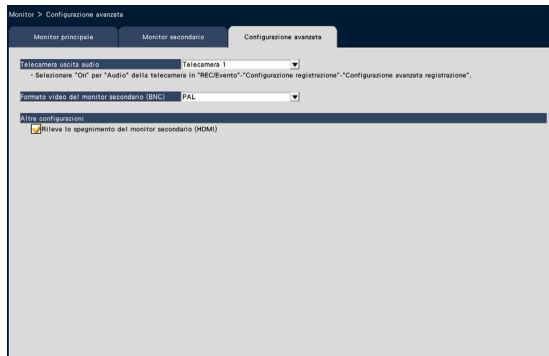 Monitor > Configurazione avanzata
Monitor principale
Monitor secondario
Configurazione avanzata
Telecamera uscita audio
Telecamera 1
・Selezionare "On" per "Audio" della telecamera in "REC/Evento"-"Configurazione registrazione"-"Configurazione avanzata registrazione".
Formato video del monitor secondario (BNC)
PAL
Altre configurazioni
Rileva lo spegnimento del monitor secondario (HDMI)